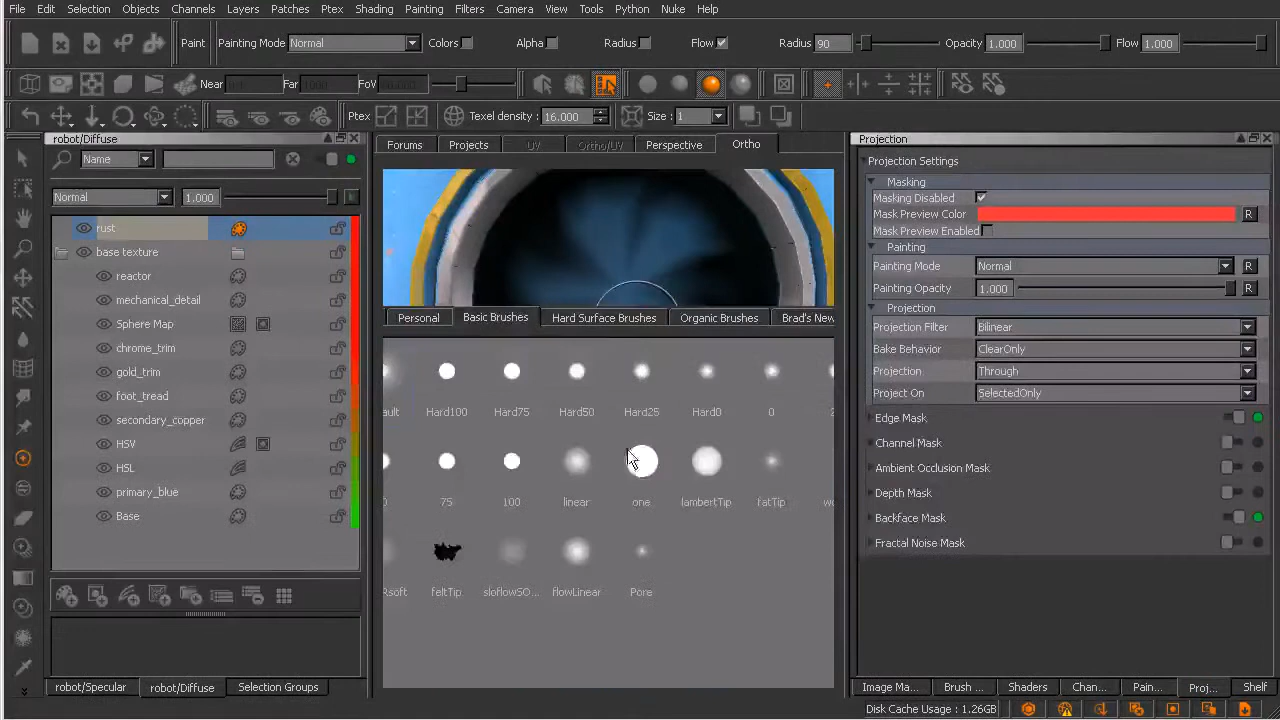 File Edit Selection Objects Channels Layers Patches Ptex Shading Painting Filters Camera View Tools Python Nuke Help
Paint Painting Mode Normal Colors Alpha Radius Flow Radius 90 Opacity 1.000 Flow 1.000
Near Far FoV
Ptex Texel density: 16.000 Size: 1
robot/Diffuse
Name
Normal 1.000
rust
base texture
reactor
mechanical_detail
Sphere Map
chrome_trim
gold_trim
foot_tread
secondary_copper
HSV
HSL
primary_blue
Base
robot/Specular robot/Diffuse Selection Groups
Forums Projects UV Ortho/UV Perspective Ortho
Personal Basic Brushes Hard Surface Brushes Organic Brushes Brad's New
ault Hard100 Hard75 Hard50 Hard25 Hard0 0
75 100 linear one lambertTip fatTip
Rsoft feltTip sloflowSO... flowLinear Pore
Projection
Projection Settings
Masking
Masking Disabled
Mask Preview Color R
Mask Preview Enabled
Painting
Painting Mode Normal R
Painting Opacity 1.000 R
Projection
Projection Filter Bilinear
Bake Behavior ClearOnly
Projection Through
Project On SelectedOnly
Edge Mask
Channel Mask
Ambient Occlusion Mask
Depth Mask
Backface Mask
Fractal Noise Mask
Image Ma... Brush ... Shaders Chan... Pain... Proj... Shelf
Disk Cache Usage : 1.26GB